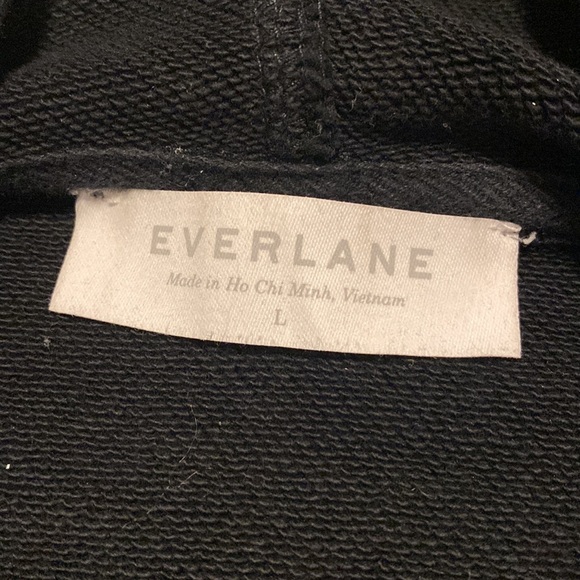 EVERLANE
Made in Ho Chi Minh, Vietnam
L